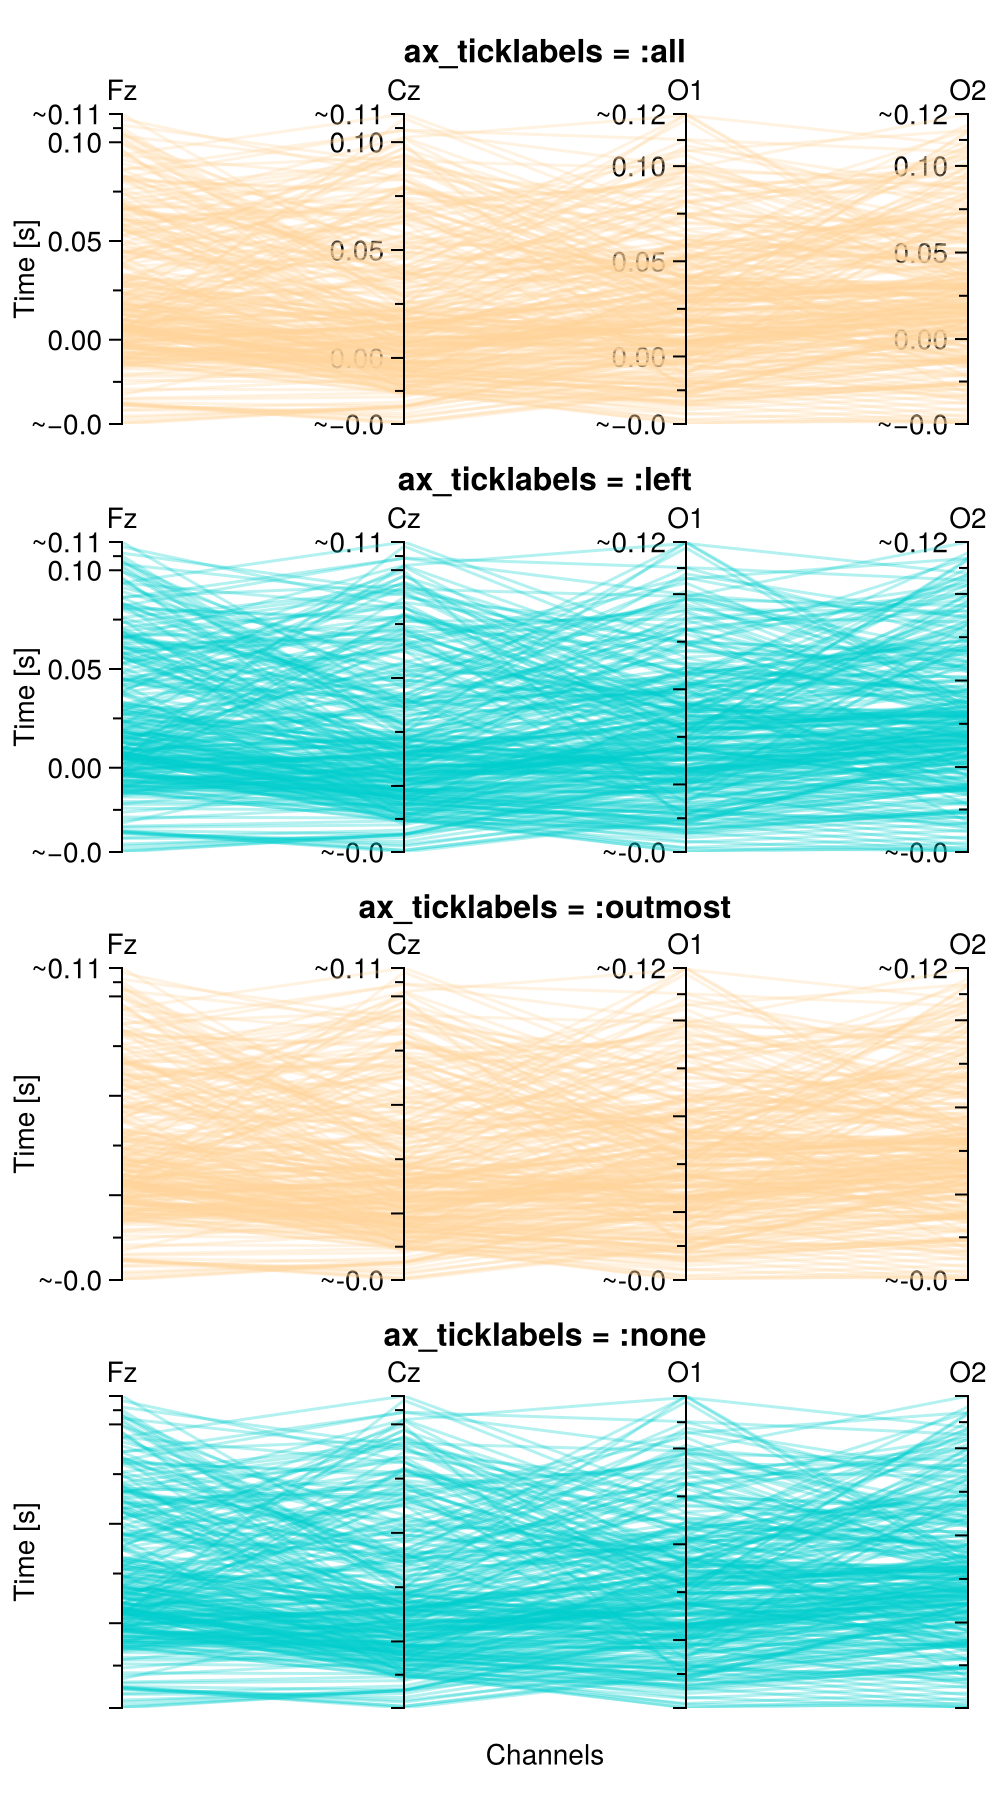 ax_ticklabels = :all
Fz Cz O1 O2
~0.11 ~0.11 ~0.12 ~0.12
0.10 0.10 0.10 0.10
0.05 0.05 0.05 0.05
0.00 0.00 0.00 0.00
~−0.0 ~−0.0 ~−0.0 ~−0.0
Time [s]
ax_ticklabels = :left
Fz Cz O1 O2
~0.11 ~0.11 ~0.12 ~0.12
0.10
0.05
0.00
~−0.0 ~-0.0 ~-0.0 ~-0.0
Time [s]
ax_ticklabels = :outmost
Fz Cz O1 O2
~0.11 ~0.11 ~0.12 ~0.12
~-0.0 ~-0.0 ~-0.0 ~-0.0
Time [s]
ax_ticklabels = :none
Fz Cz O1 O2
Time [s]
Channels